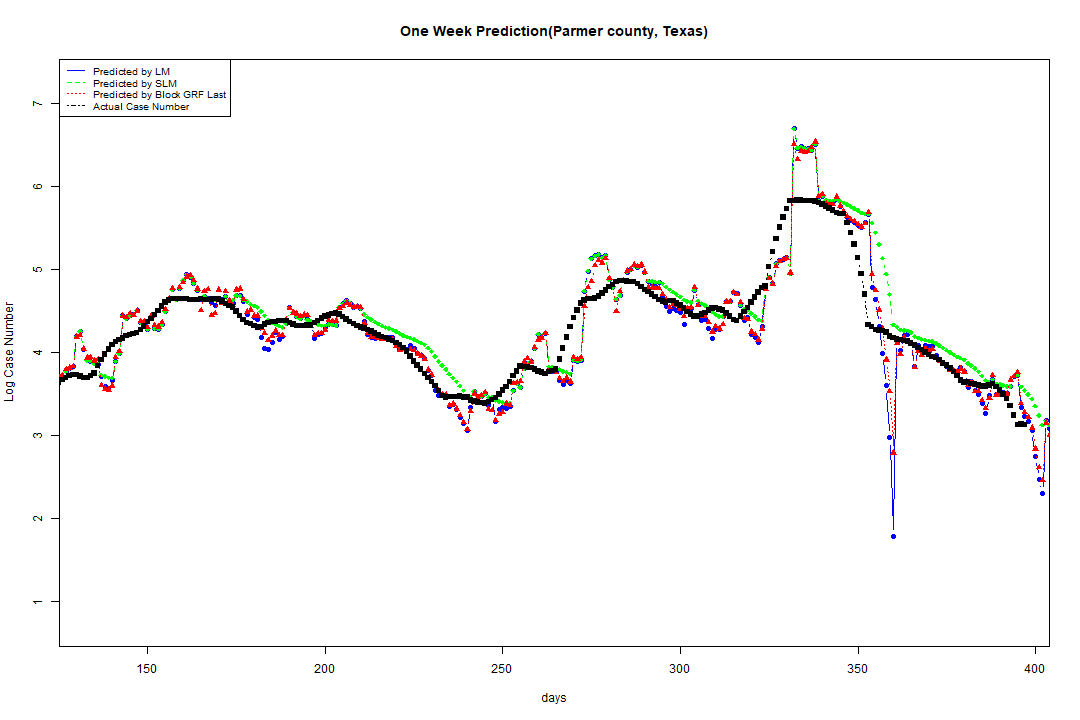 One Week Prediction(Parmer county, Texas)
Predicted by LM
Predicted by SLM
Predicted by Block GRF Last
Actual Case Number
7
6
5
4
3
2
1
Log Case Number
150 200 250 300 350 400
days